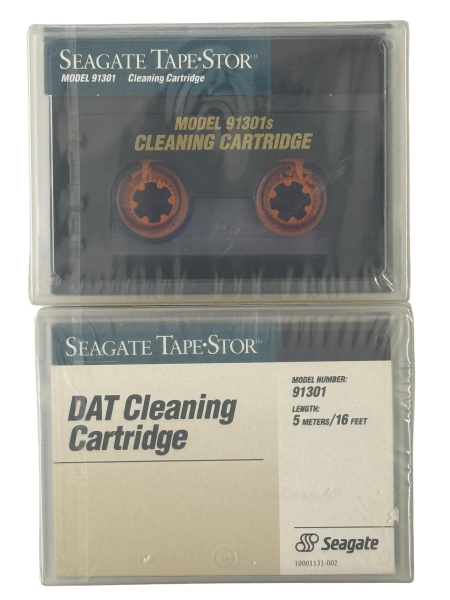 SEAGATE TAPE•STOR™
MODEL 91301 Cleaning Cartridge
MODEL 91301s
CLEANING CARTRIDGE
SEAGATE TAPE•STOR™
DAT Cleaning
Cartridge
MODEL NUMBER:
91301
LENGTH:
5 METERS/16 FEET
Seagate
10001131-002